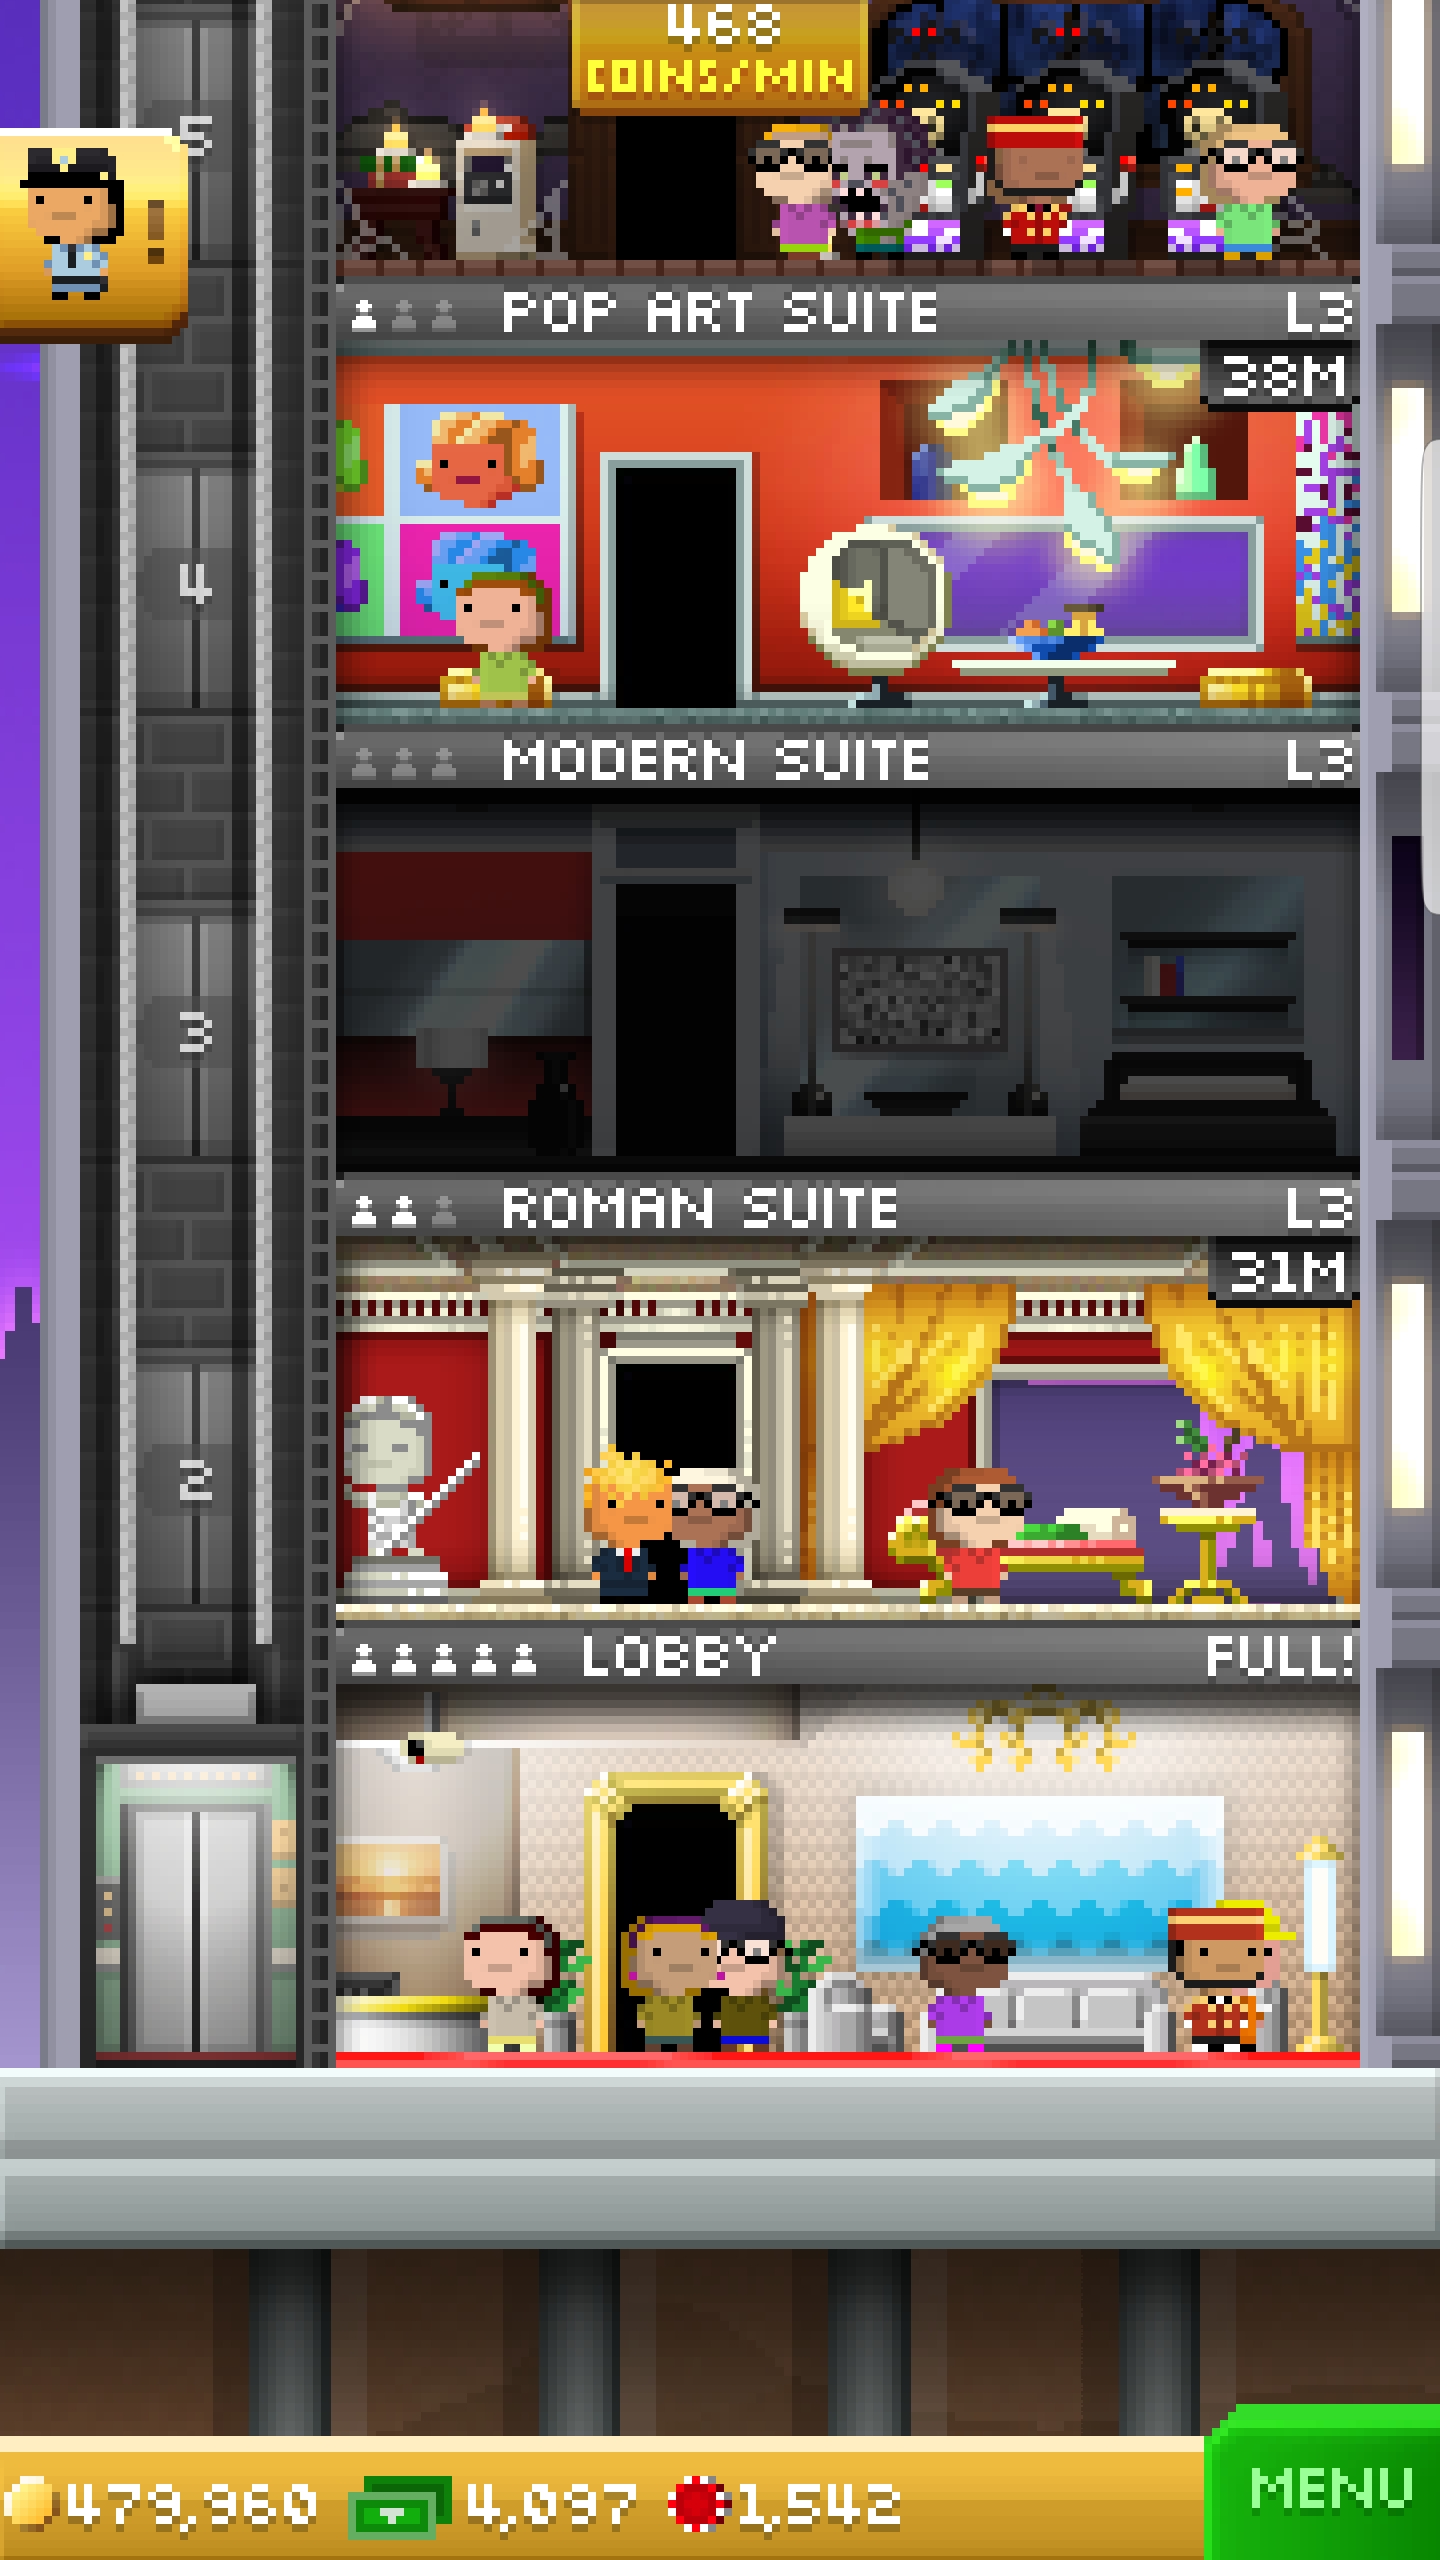 468
COINS/MIN
5
!
POP ART SUITE L3
38M
4
MODERN SUITE L3
3
ROMAN SUITE L3
31M
2
LOBBY FULL!
479,960 4,097 1,542
MENU